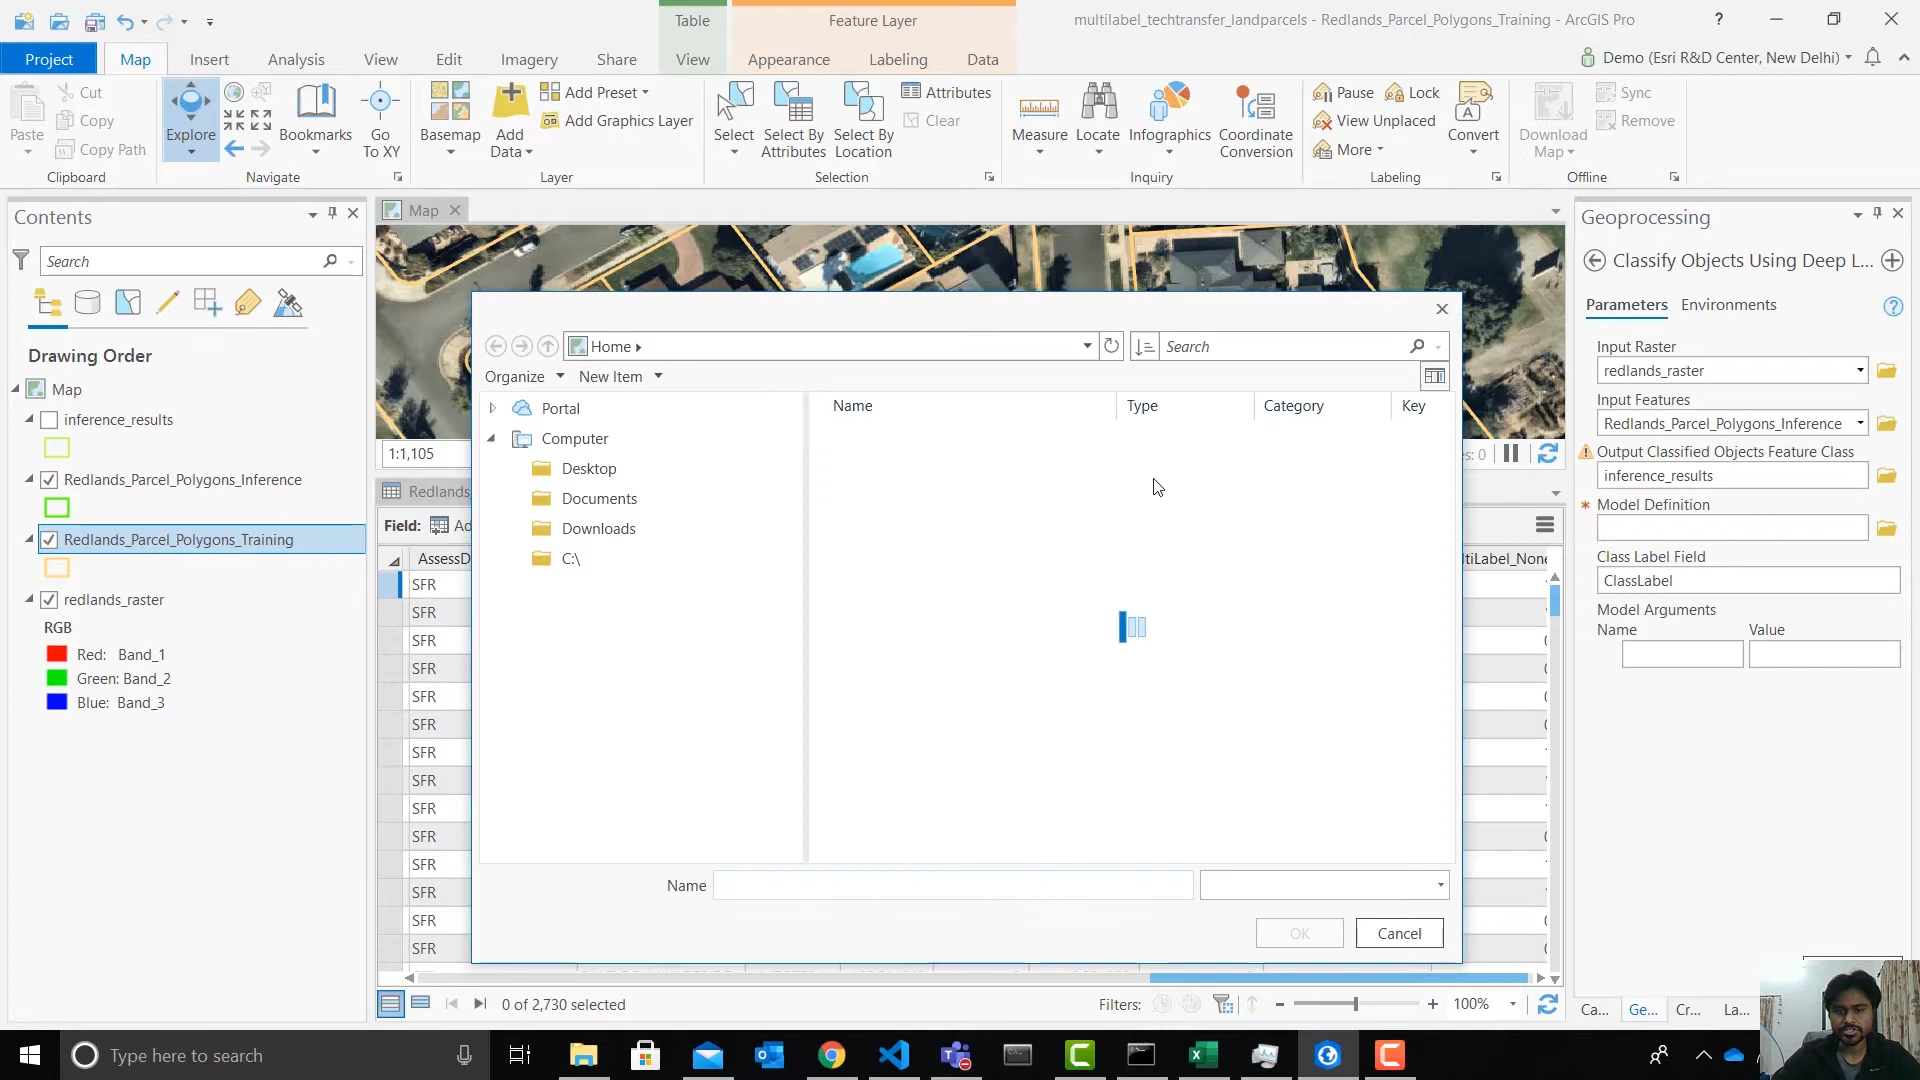 Table
Feature Layer
multilabel_techtransfer_landparcels - Redlands_Parcel_Polygons_Training - ArcGIS Pro
?
Project
Map
Insert
Analysis
View
Edit
Imagery
Share
View
Appearance
Labeling
Data
Demo (Esri R&D Center, New Delhi)
Paste
Cut
Copy
Copy Path
Clipboard
Explore
Bookmarks
Go To XY
Navigate
Basemap
Add Data
Add Preset
Add Graphics Layer
Layer
Select
Select By Attributes
Select By Location
Attributes
Clear
Selection
Measure
Locate
Infographics
Coordinate Conversion
Inquiry
Pause
Lock
View Unplaced
More
Convert
Labeling
Download Map
Sync
Remove
Offline
Contents
Search
Drawing Order
Map
inference_results
Redlands_Parcel_Polygons_Inference
Redlands_Parcel_Polygons_Training
redlands_raster
RGB
Red: Band_1
Green: Band_2
Blue: Band_3
Map
1:1,105
Redlands
Field:
Ad
AssessD
SFR
SFR
SFR
SFR
SFR
SFR
SFR
SFR
SFR
SFR
SFR
SFR
SFR
SFR
Home
Search
Organize
New Item
Portal
Computer
Desktop
Documents
Downloads
C:\
Name
Type
Category
Key
Name
OK
Cancel
es: 0
tiLabel_None
0 of 2,730 selected
Filters:
100%
Geoprocessing
Classify Objects Using Deep L...
Parameters
Environments
Input Raster
redlands_raster
Input Features
Redlands_Parcel_Polygons_Inference
Output Classified Objects Feature Class
inference_results
* Model Definition
Class Label Field
ClassLabel
Model Arguments
Name
Value
Ca...
Ge...
Cr...
La...
Type here to search